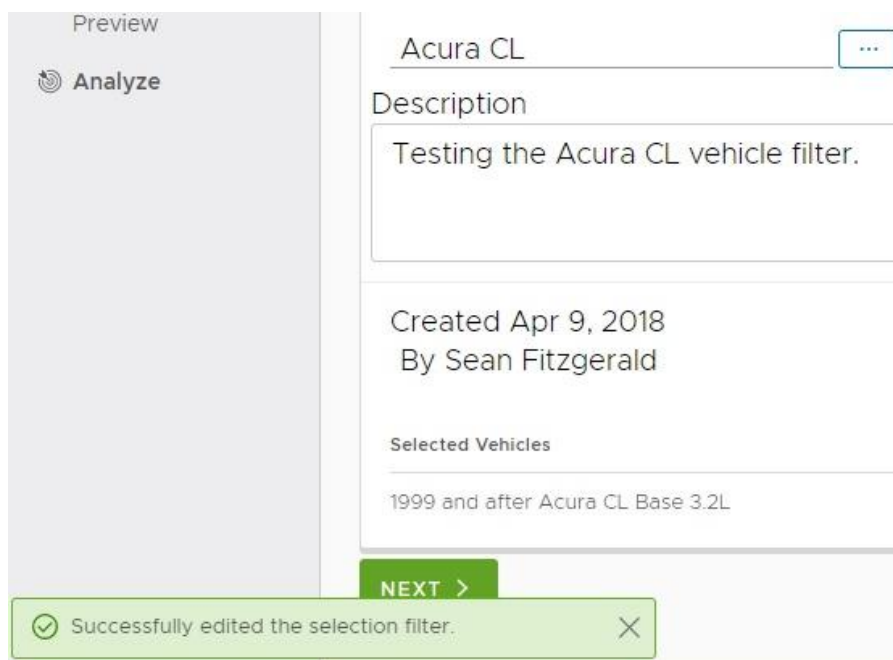 Preview
Analyze
Acura CL
...
Description
Testing the Acura CL vehicle filter.
Created Apr 9, 2018
By Sean Fitzgerald
Selected Vehicles
1999 and after Acura CL Base 3.2L
NEXT >
Successfully edited the selection filter.